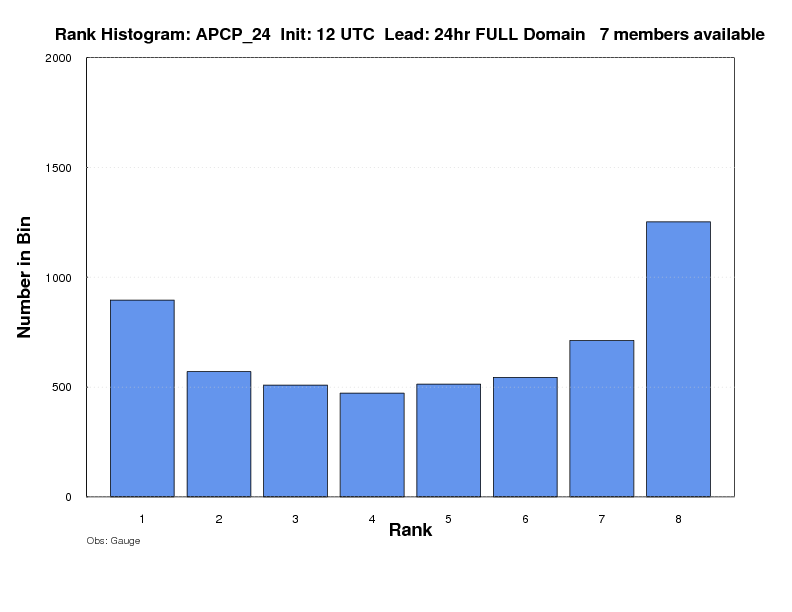 Rank Histogram: APCP_24  Init: 12 UTC  Lead: 24hr FULL Domain   7 members available
2000
1500
1000
500
0
Number in Bin
1 2 3 4 5 6 7 8
Rank
Obs: Gauge